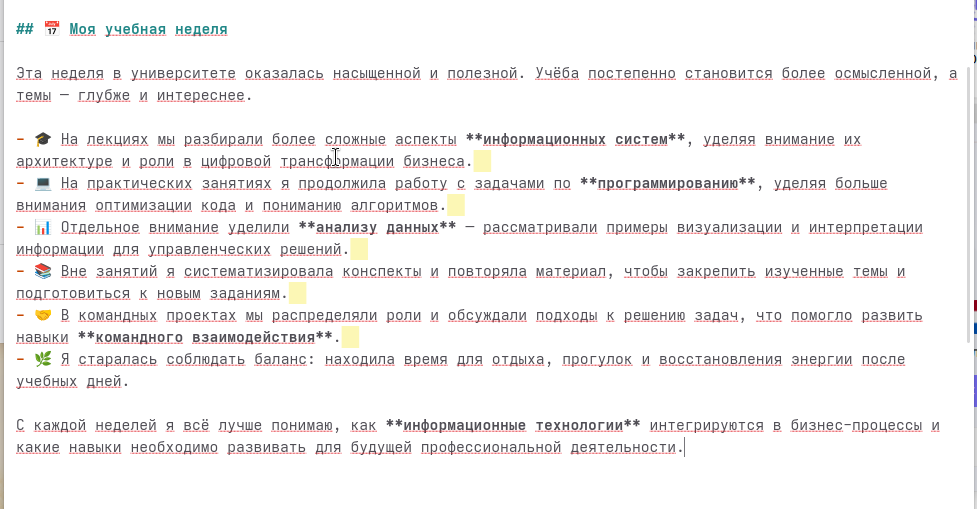 ## 📅 Моя учебная неделя
Эта неделя в университете оказалась насыщенной и полезной. Учёба постепенно становится более осмысленной, а
темы — глубже и интереснее.
- 🎓 На лекциях мы разбирали более сложные аспекты **информационных систем**, уделяя внимание их
архитектуре и роли в цифровой трансформации бизнеса.
- 💻 На практических занятиях я продолжила работу с задачами по **программированию**, уделяя больше
внимания оптимизации кода и пониманию алгоритмов.
- 📊 Отдельное внимание уделили **анализу данных** — рассматривали примеры визуализации и интерпретации
информации для управленческих решений.
- 📚 Вне занятий я систематизировала конспекты и повторяла материал, чтобы закрепить изученные темы и
подготовиться к новым заданиям.
- 🤝 В командных проектах мы распределяли роли и обсуждали подходы к решению задач, что помогло развить
навыки **командного взаимодействия**.
- 🌿 Я старалась соблюдать баланс: находила время для отдыха, прогулок и восстановления энергии после
учебных дней.
С каждой неделей я всё лучше понимаю, как **информационные технологии** интегрируются в бизнес-процессы и
какие навыки необходимо развивать для будущей профессиональной деятельности.